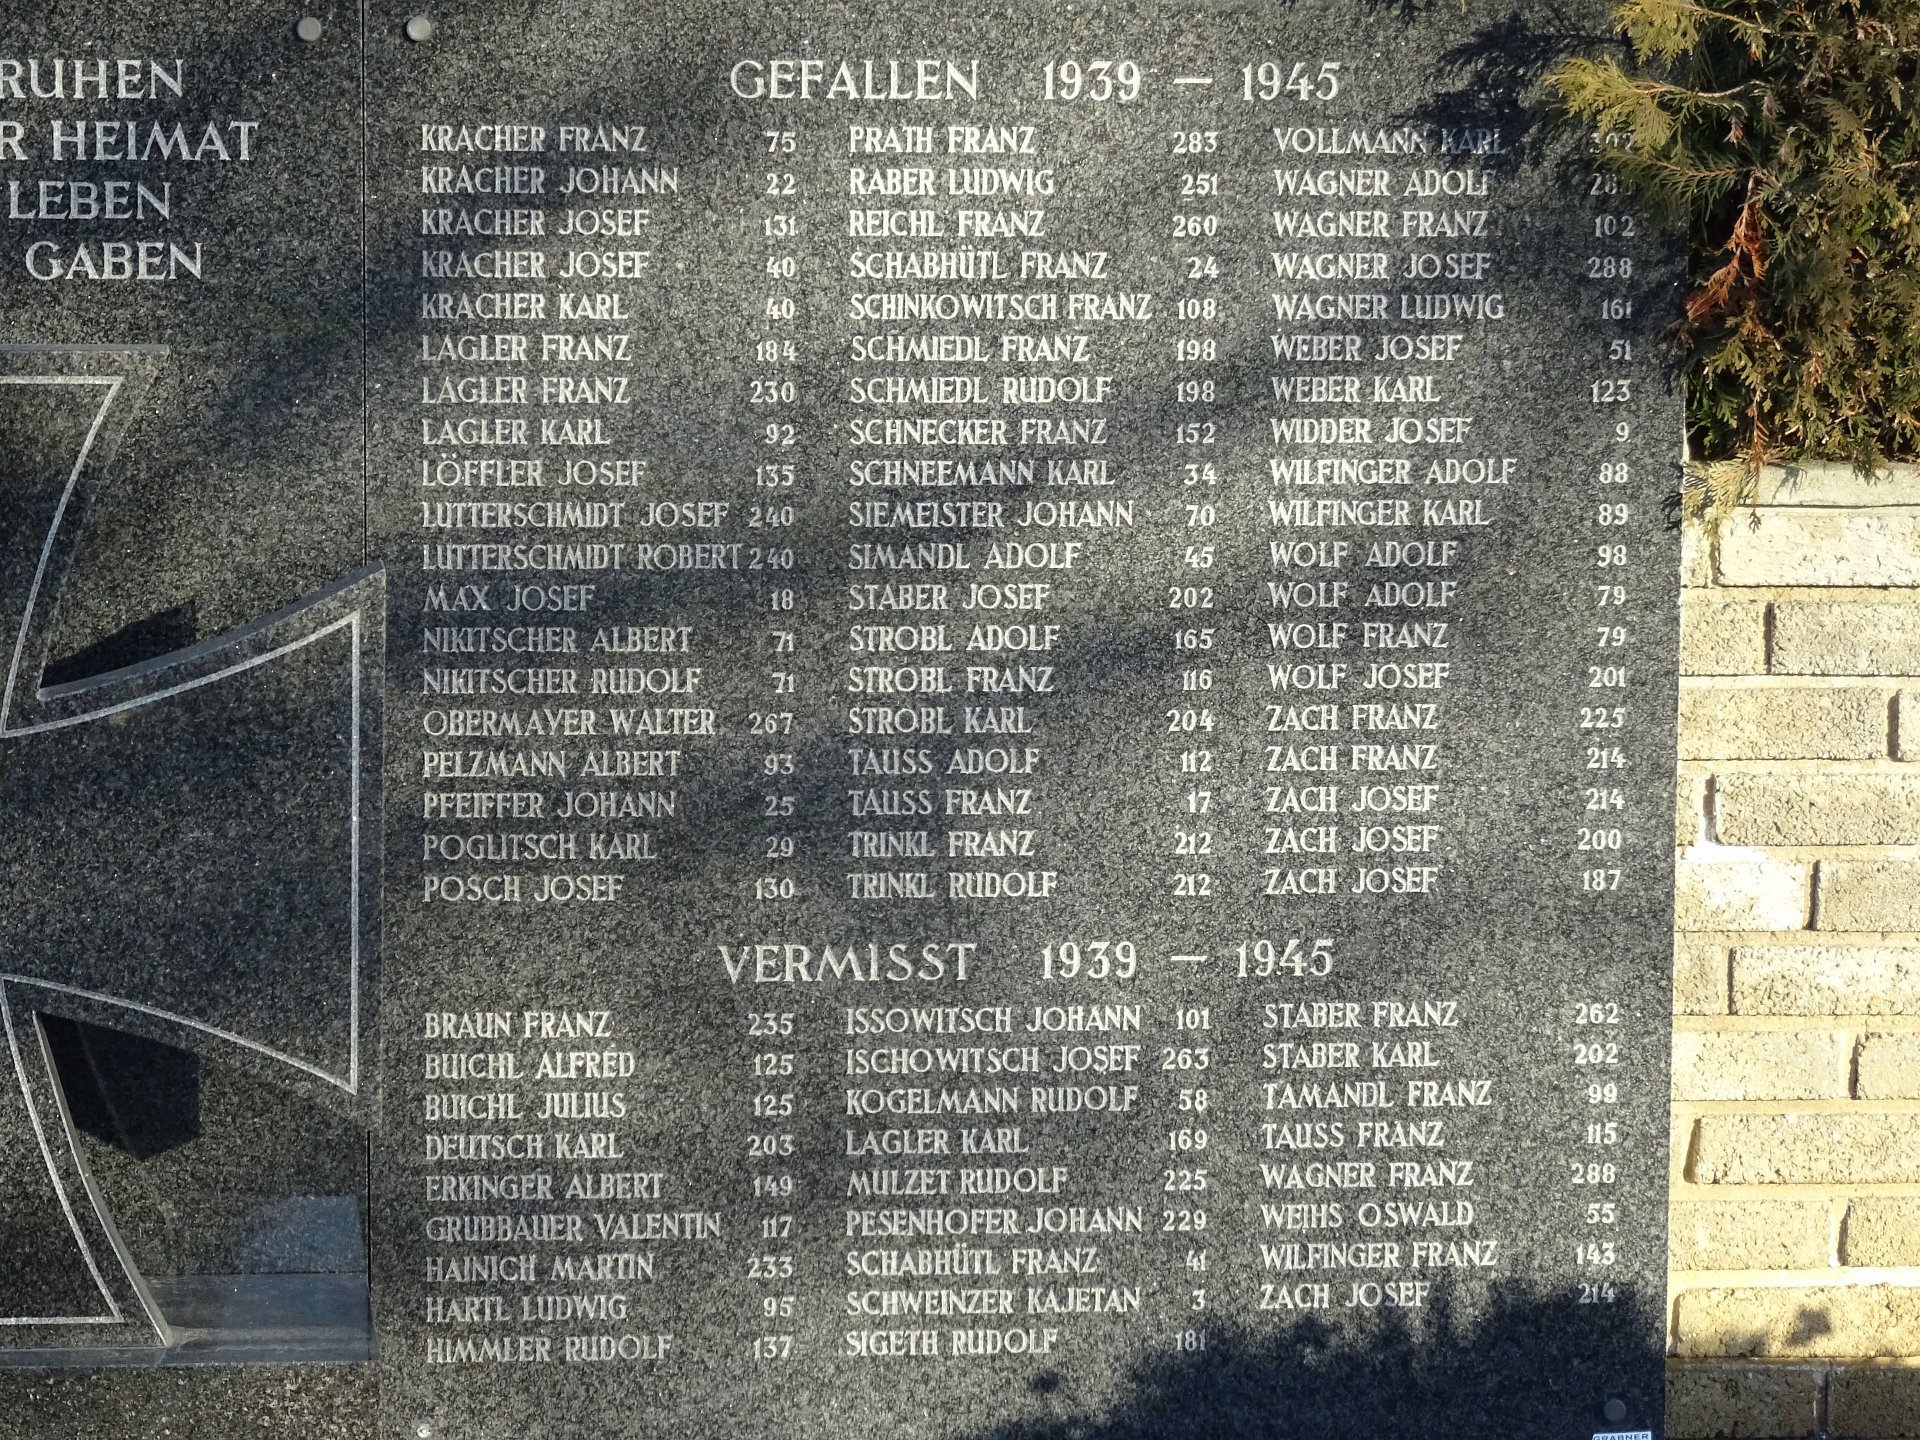 RUHEN
R HEIMAT
LEBEN
GABEN
GEFALLEN 1939 – 1945
KRACHER FRANZ 75
KRACHER JOHANN 22
KRACHER JOSEF 131
KRACHER JOSEF 40
KRACHER KARL 40
LAGLER FRANZ 184
LAGLER FRANZ 230
LAGLER KARL 92
LÖFFLER JOSEF 135
LUTTERSCHMIDT JOSEF 240
LUTTERSCHMIDT ROBERT 240
MAX JOSEF 18
NIKITSCHER ALBERT 71
NIKITSCHER RUDOLF 71
OBERMAYER WALTER 267
PELZMANN ALBERT 93
PFEIFFER JOHANN 25
POGLITSCH KARL 29
POSCH JOSEF 130
PRATH FRANZ 283
RABER LUDWIG 251
REICHL FRANZ 260
SCHABHÜTL FRANZ 24
SCHINKOWITSCH FRANZ 108
SCHMIEDL FRANZ 198
SCHMIEDL RUDOLF 198
SCHNECKER FRANZ 152
SCHNEEMANN KARL 34
SIEMEISTER JOHANN 70
SIMANDL ADOLF 45
STABER JOSEF 202
STROBL ADOLF 165
STROBL FRANZ 116
STROBL KARL 204
TAUSS ADOLF 112
TAUSS FRANZ 17
TRINKL FRANZ 212
TRINKL RUDOLF 212
VOLLMANN KARL
WAGNER ADOLF
WAGNER FRANZ 102
WAGNER JOSEF 288
WAGNER LUDWIG 161
WEBER JOSEF 51
WEBER KARL 123
WIDDER JOSEF 9
WILFINGER ADOLF 88
WILFINGER KARL 89
WOLF ADOLF 98
WOLF ADOLF 79
WOLF FRANZ 79
WOLF JOSEF 201
ZACH FRANZ 225
ZACH FRANZ 214
ZACH JOSEF 214
ZACH JOSEF 200
ZACH JOSEF 187
VERMISST 1939 – 1945
BRAUN FRANZ 235
BUICHL ALFRED 125
BUICHL JULIUS 125
DEUTSCH KARL 203
ERKINGER ALBERT 149
GRUBBAUER VALENTIN 117
HAINICH MARTIN 233
HARTL LUDWIG 95
HIMMLER RUDOLF 137
ISSOWITSCH JOHANN 101
ISCHOWITSCH JOSEF 263
KOGELMANN RUDOLF 58
LAGLER KARL 169
MULZET RUDOLF 225
PESENHOFER JOHANN 229
SCHABHÜTL FRANZ 41
SCHWEINZER KAJETAN 3
SIGETH RUDOLF 181
STABER FRANZ 262
STABER KARL 202
TAMANDL FRANZ 99
TAUSS FRANZ 115
WAGNER FRANZ 288
WEIHS OSWALD 55
WILFINGER FRANZ 143
ZACH JOSEF 214
GRABNER